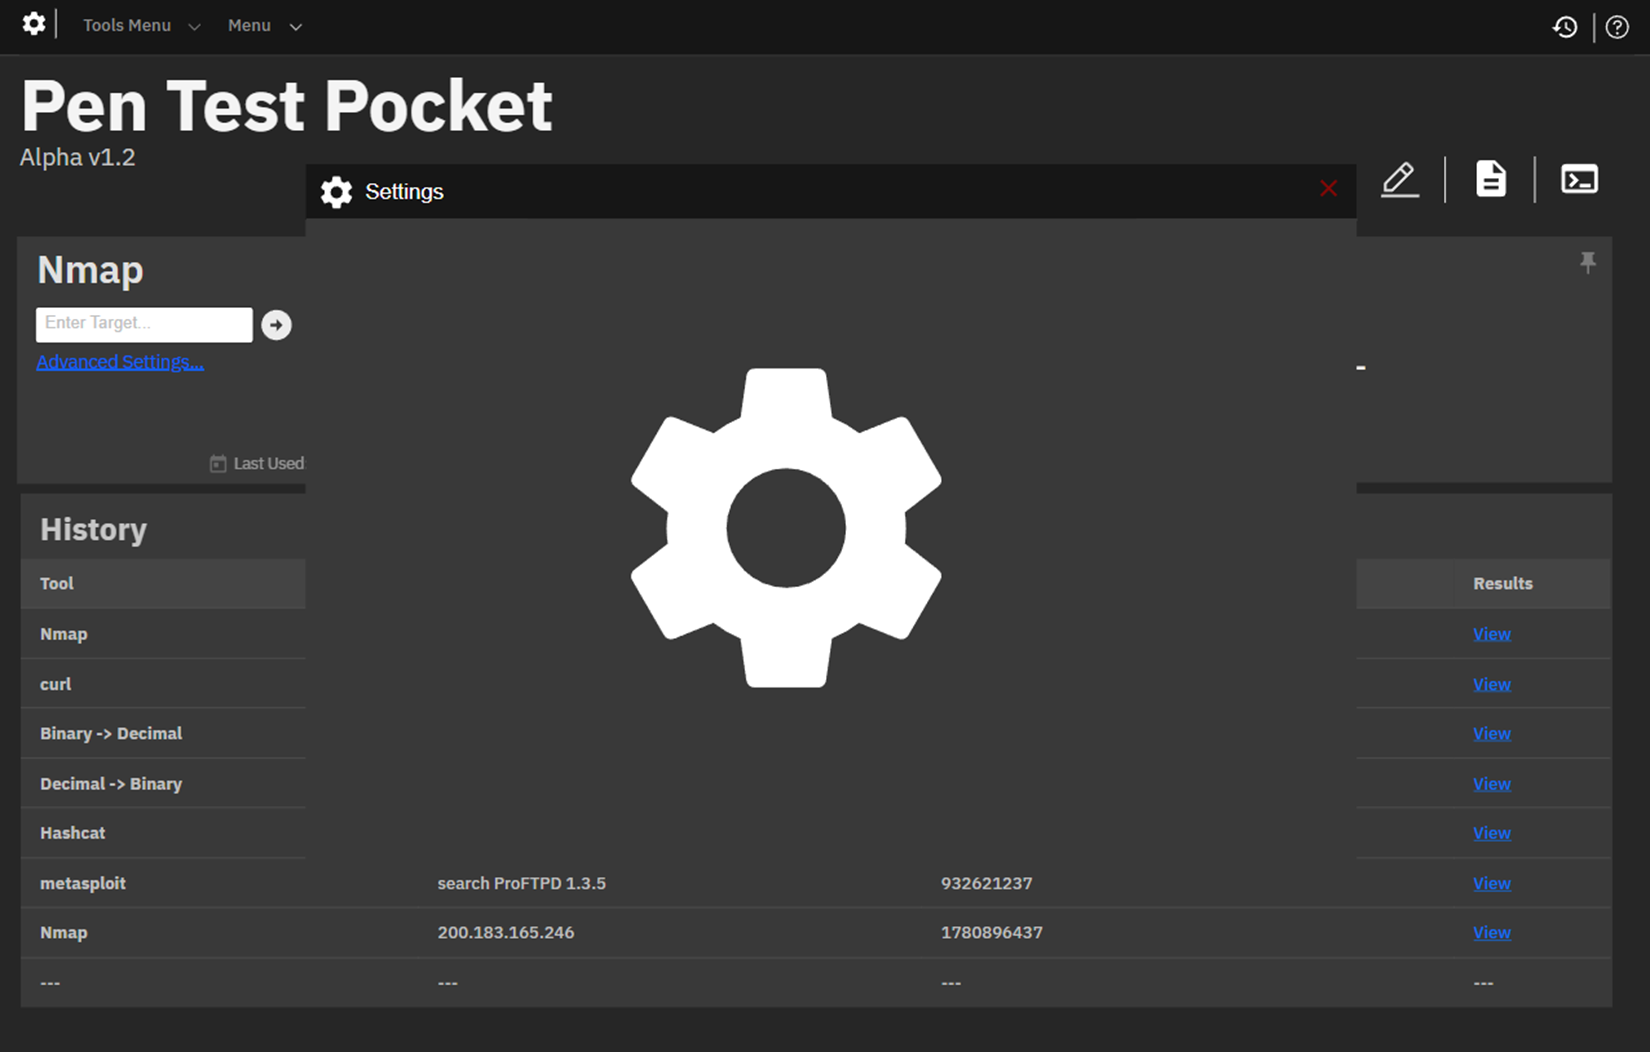 Tools Menu Menu
Pen Test Pocket
Alpha v1.2
Settings
Nmap
Enter Target...
Advanced Settings...
-
Last Used
History
Tool Results
Nmap View
curl View
Binary -> Decimal View
Decimal -> Binary View
Hashcat View
metasploit search ProFTPD 1.3.5 932621237 View
Nmap 200.183.165.246 1780896437 View
--- --- --- ---